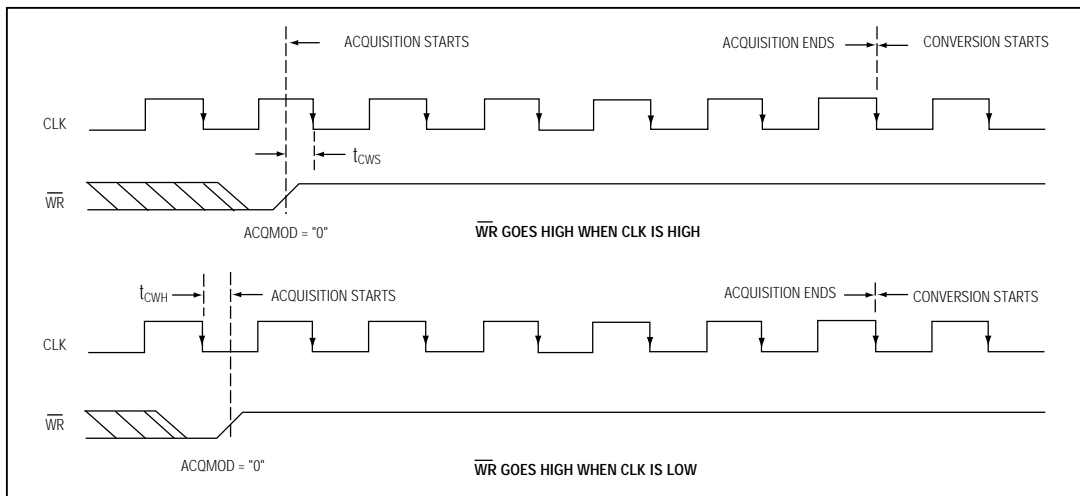 ACQUISITION STARTS
ACQUISITION ENDS
CONVERSION STARTS
CLK
tCWS
WR
ACQMOD = "0"
WR GOES HIGH WHEN CLK IS HIGH
tCWH
ACQUISITION STARTS
ACQUISITION ENDS
CONVERSION STARTS
CLK
WR
ACQMOD = "0"
WR GOES HIGH WHEN CLK IS LOW